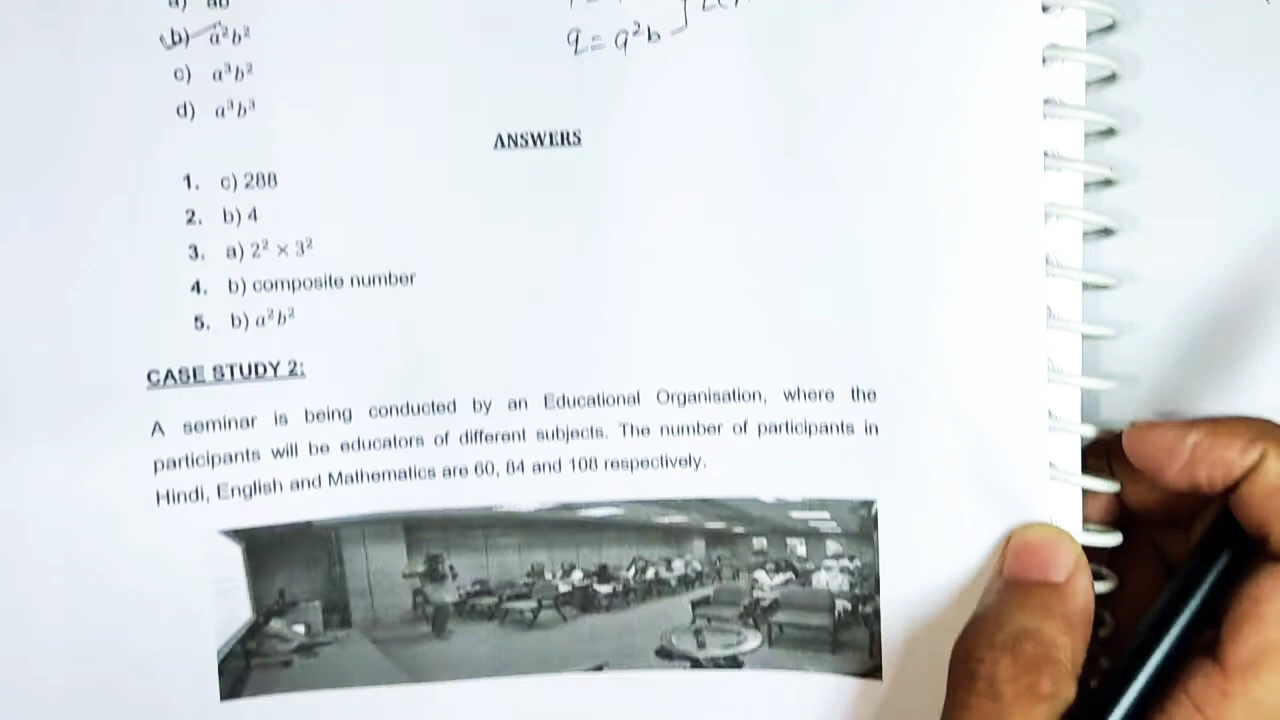 a) ab
b) a²b²
q = a²b
c) a³b²
d) a³b³
ANSWERS
1. c) 288
2. b) 4
3. a) 2² × 3²
4. b) composite number
5. b) a²b²
CASE STUDY 2:
A seminar is being conducted by an Educational Organisation, where the
participants will be educators of different subjects. The number of participants in
Hindi, English and Mathematics are 60, 84 and 108 respectively.